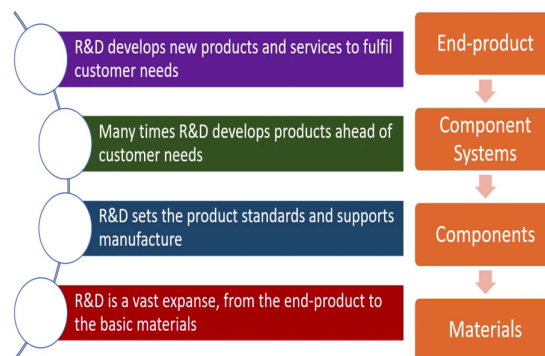 R&D develops new products and services to fulfil
customer needs
Many times R&D develops products ahead of
customer needs
R&D sets the product standards and supports
manufacture
R&D is a vast expanse, from the end-product to
the basic materials
End-product
Component
Systems
Components
Materials